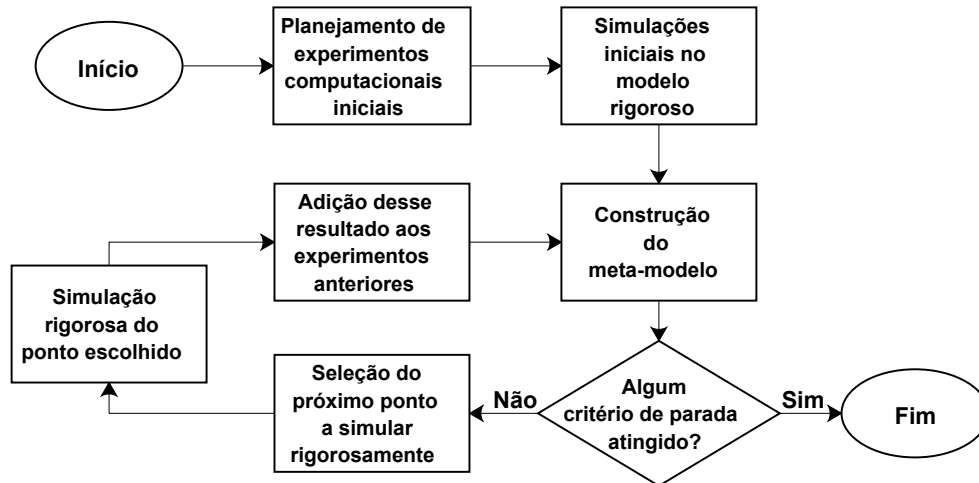 Início
Planejamento de
experimentos
computacionais
iniciais
Simulações
iniciais no
modelo
rigoroso
Adição desse
resultado aos
experimentos
anteriores
Construção
do
meta-modelo
Simulação
rigorosa do
ponto escolhido
Seleção do
próximo ponto
a simular
rigorosamente
Não
Algum
critério de parada
atingido?
Sim
Fim